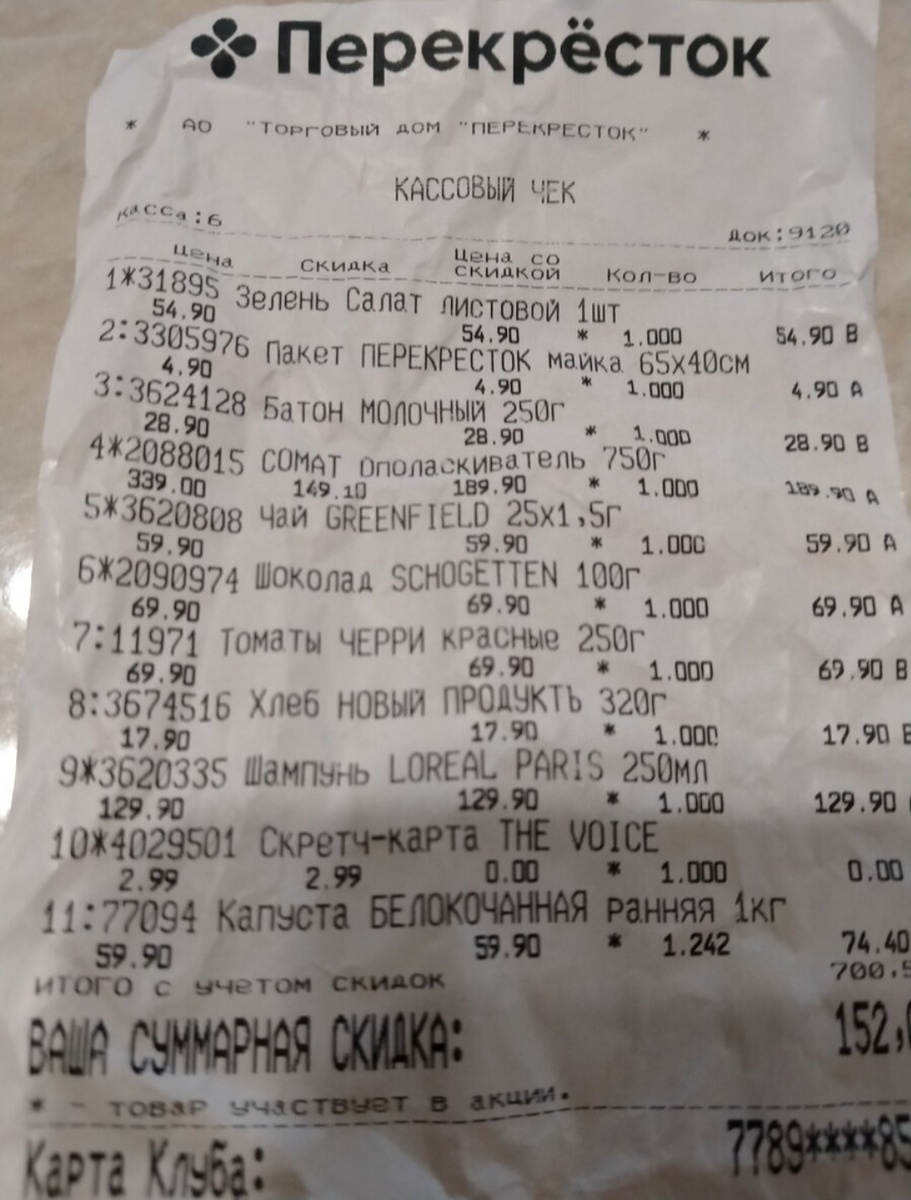 Перекрёсток
* АО "ТОРГОВЫЙ ДОМ "ПЕРЕКРЕСТОК" *
КАССОВЫЙ ЧЕК
Касса:6 Док:9120
Цена Скидка Цена со скидкой Кол-во Итого
1*31895 Зелень Салат листовой 1шт
54.90 54.90 * 1.000 54.90 В
2:3305976 Пакет ПЕРЕКРЕСТОК майка 65х40см
4.90 4.90 * 1.000 4.90 А
3:3624128 Батон МОЛОЧНЫЙ 250г
28.90 28.90 * 1.000 28.90 В
4*2088015 СОМАТ Ополаскиватель 750г
339.00 149.10 189.90 * 1.000 189.90 А
5*3620808 Чай GREENFIELD 25х1,5г
59.90 59.90 * 1.000 59.90 А
6*2090974 Шоколад SCHOGETTEN 100г
69.90 69.90 * 1.000 69.90 А
7:11971 Томаты ЧЕРРИ красные 250г
69.90 69.90 * 1.000 69.90 В
8:3674516 Хлеб НОВЫЙ ПРОДУКТЪ 320г
17.90 17.90 * 1.000 17.90 В
9*3620335 Шампунь LOREAL PARIS 250мл
129.90 129.90 * 1.000 129.90
10*4029501 Скретч-карта THE VOICE
2.99 2.99 0.00 * 1.000 0.00
11:77094 Капуста БЕЛОКОЧАННАЯ ранняя 1кг
59.90 59.90 * 1.242 74.40
ИТОГО с учетом скидок 700,5
ВАША СУММАРНАЯ СКИДКА: 152,
* - товар участвует в акции.
Карта Клуба: 7789****85